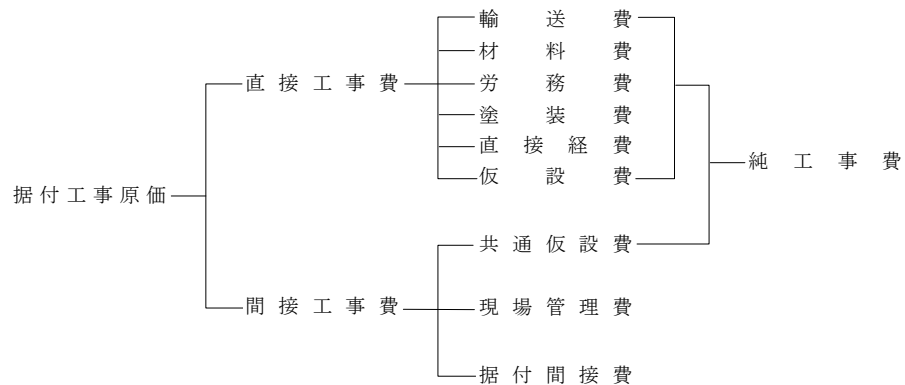 輸送費
材料費
直接工事費
労務費
塗装費
直接経費
純工事費
仮設費
据付工事原価
共通仮設費
間接工事費
現場管理費
据付間接費